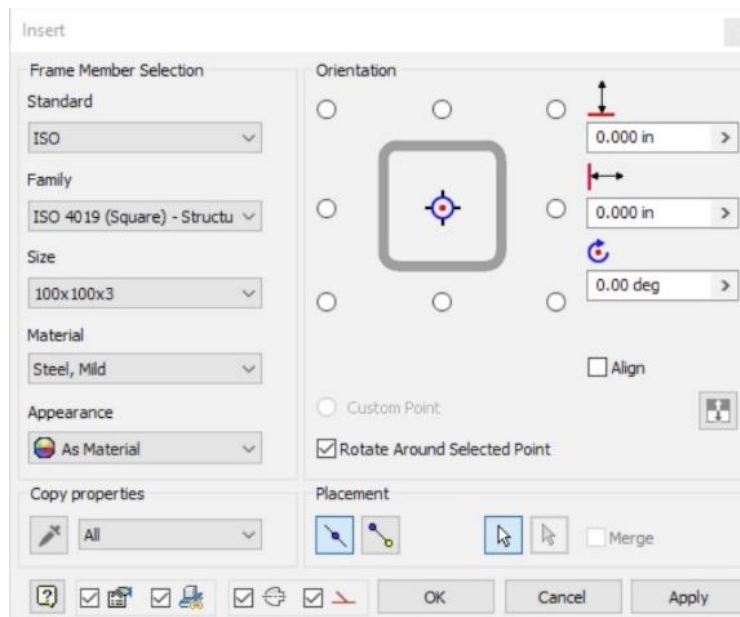 Insert
Frame Member Selection
Standard
ISO
Family
ISO 4019 (Square) - Structu
Size
100x100x3
Material
Steel, Mild
Appearance
As Material
Copy properties
All
Orientation
0.000 in
0.000 in
0.00 deg
Align
Custom Point
Rotate Around Selected Point
Placement
Merge
OK
Cancel
Apply